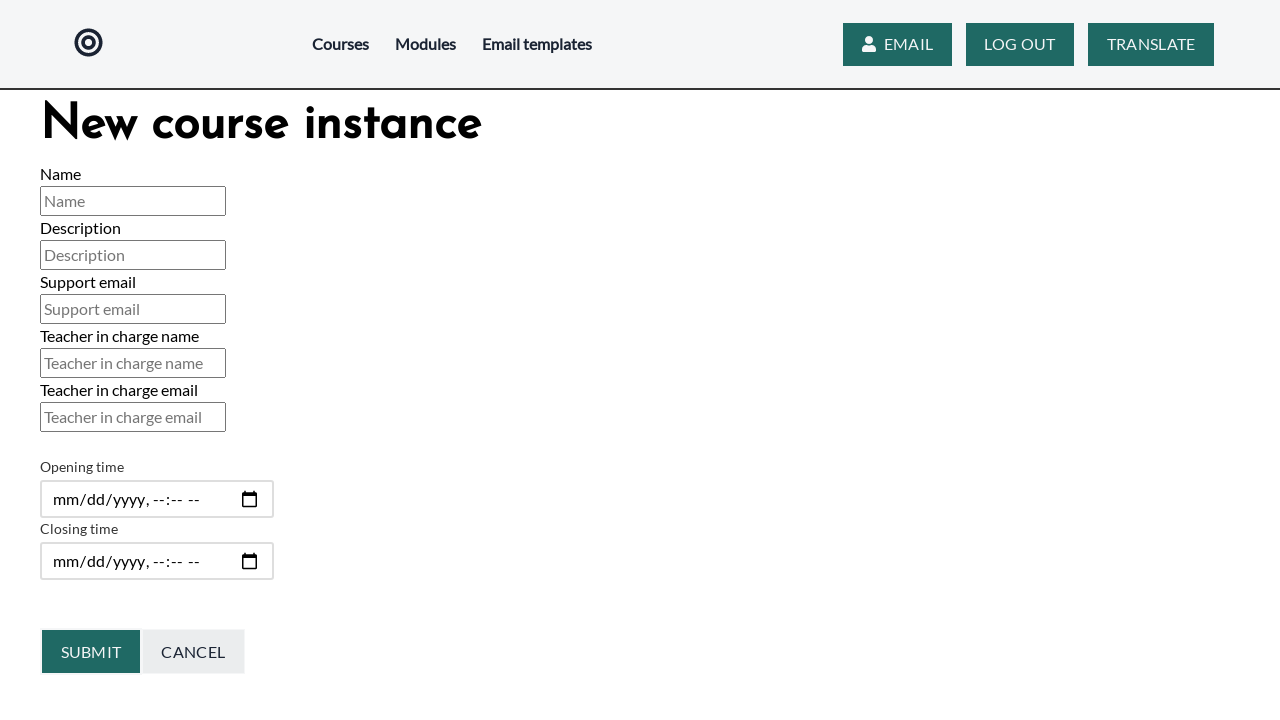 Courses Modules Email templates EMAIL LOG OUT TRANSLATE
New course instance
Name
Name
Description
Description
Support email
Support email
Teacher in charge name
Teacher in charge name
Teacher in charge email
Teacher in charge email
Opening time
mm/dd/yyyy, --:-- --
Closing time
mm/dd/yyyy, --:-- --
SUBMIT CANCEL